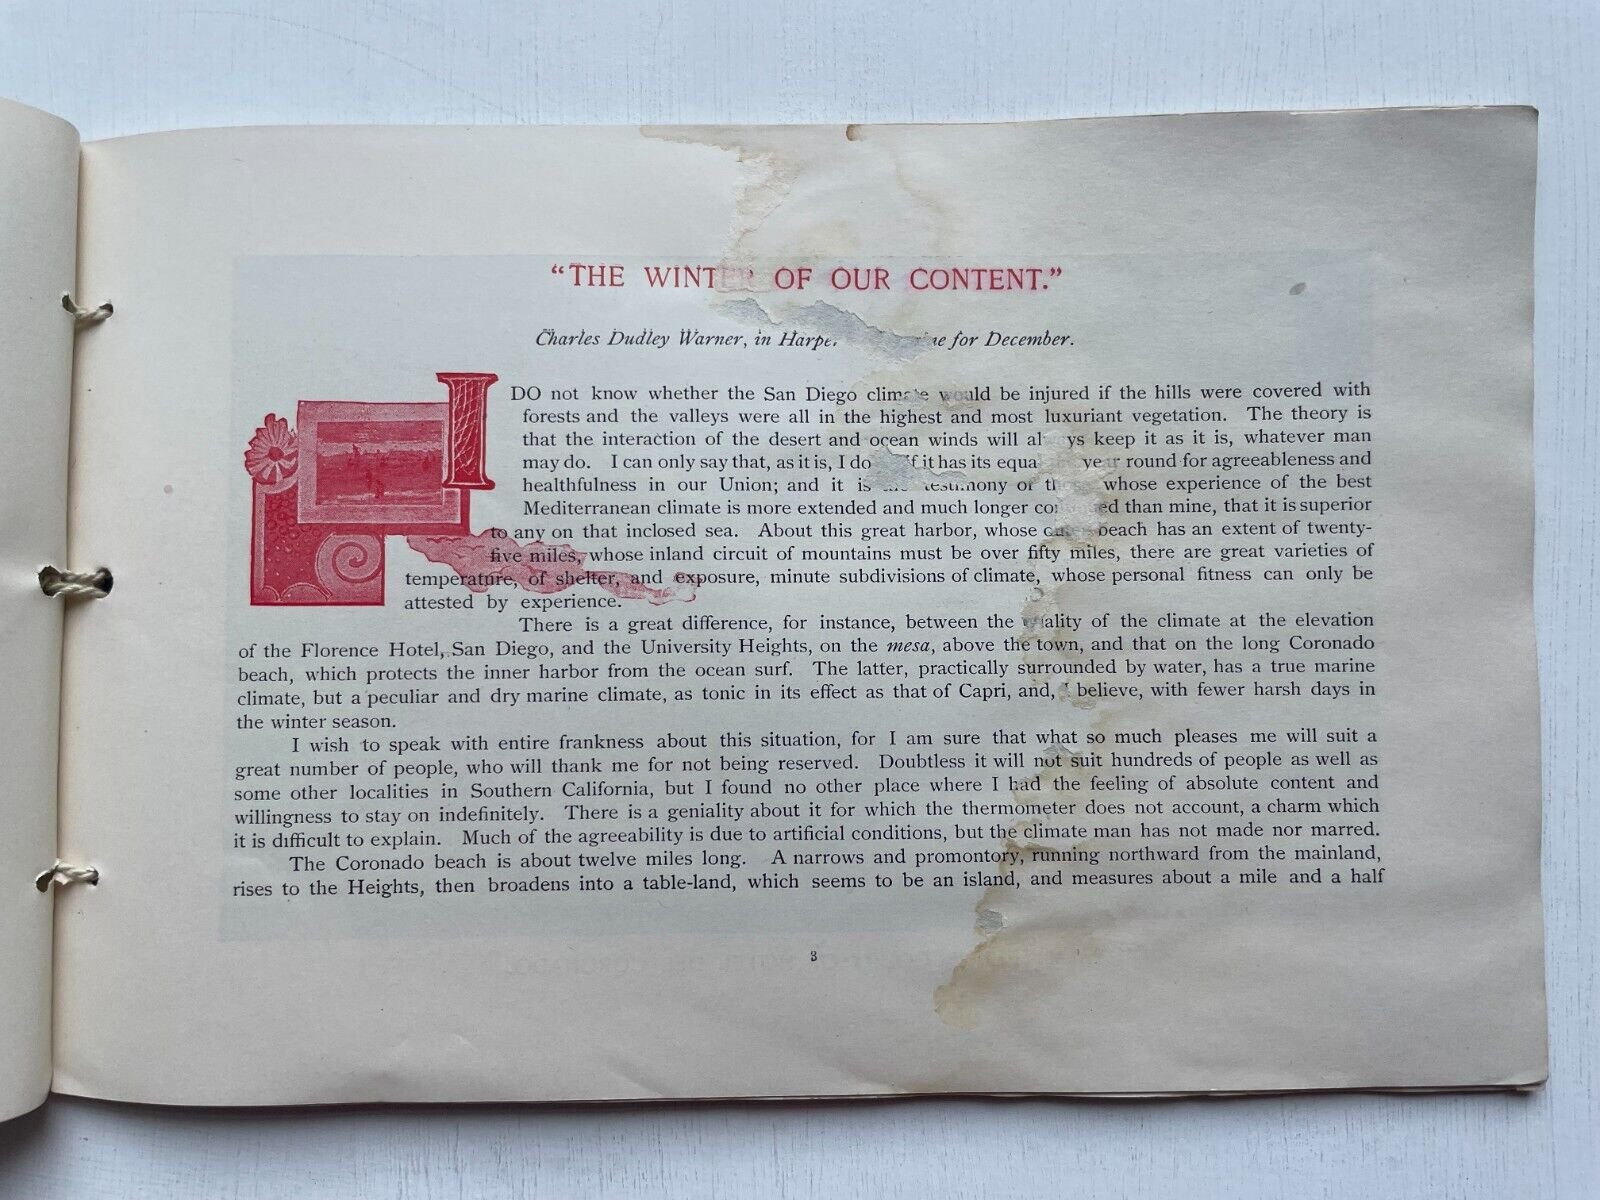 “THE WINTER OF OUR CONTENT.”
Charles Dudley Warner, in Harper for December.
I DO not know whether the San Diego climate would be injured if the hills were covered with
forests and the valleys were all in the highest and most luxuriant vegetation. The theory is
that the interaction of the desert and ocean winds will always keep it as it is, whatever man
may do. I can only say that, as it is, I do if it has its equal year round for agreeableness and
healthfulness in our Union; and it is the testimony of those whose experience of the best
Mediterranean climate is more extended and much longer continued than mine, that it is superior
to any on that inclosed sea. About this great harbor, whose outer beach has an extent of twenty-
five miles, whose inland circuit of mountains must be over fifty miles, there are great varieties of
temperature, of shelter, and exposure, minute subdivisions of climate, whose personal fitness can only be
attested by experience.
There is a great difference, for instance, between the quality of the climate at the elevation
of the Florence Hotel, San Diego, and the University Heights, on the mesa, above the town, and that on the long Coronado
beach, which protects the inner harbor from the ocean surf. The latter, practically surrounded by water, has a true marine
climate, but a peculiar and dry marine climate, as tonic in its effect as that of Capri, and, I believe, with fewer harsh days in
the winter season.
I wish to speak with entire frankness about this situation, for I am sure that what so much pleases me will suit a
great number of people, who will thank me for not being reserved. Doubtless it will not suit hundreds of people as well as
some other localities in Southern California, but I found no other place where I had the feeling of absolute content and
willingness to stay on indefinitely. There is a geniality about it for which the thermometer does not account, a charm which
it is difficult to explain. Much of the agreeability is due to artificial conditions, but the climate man has not made nor marred.
The Coronado beach is about twelve miles long. A narrows and promontory, running northward from the mainland,
rises to the Heights, then broadens into a table-land, which seems to be an island, and measures about a mile and a half
3